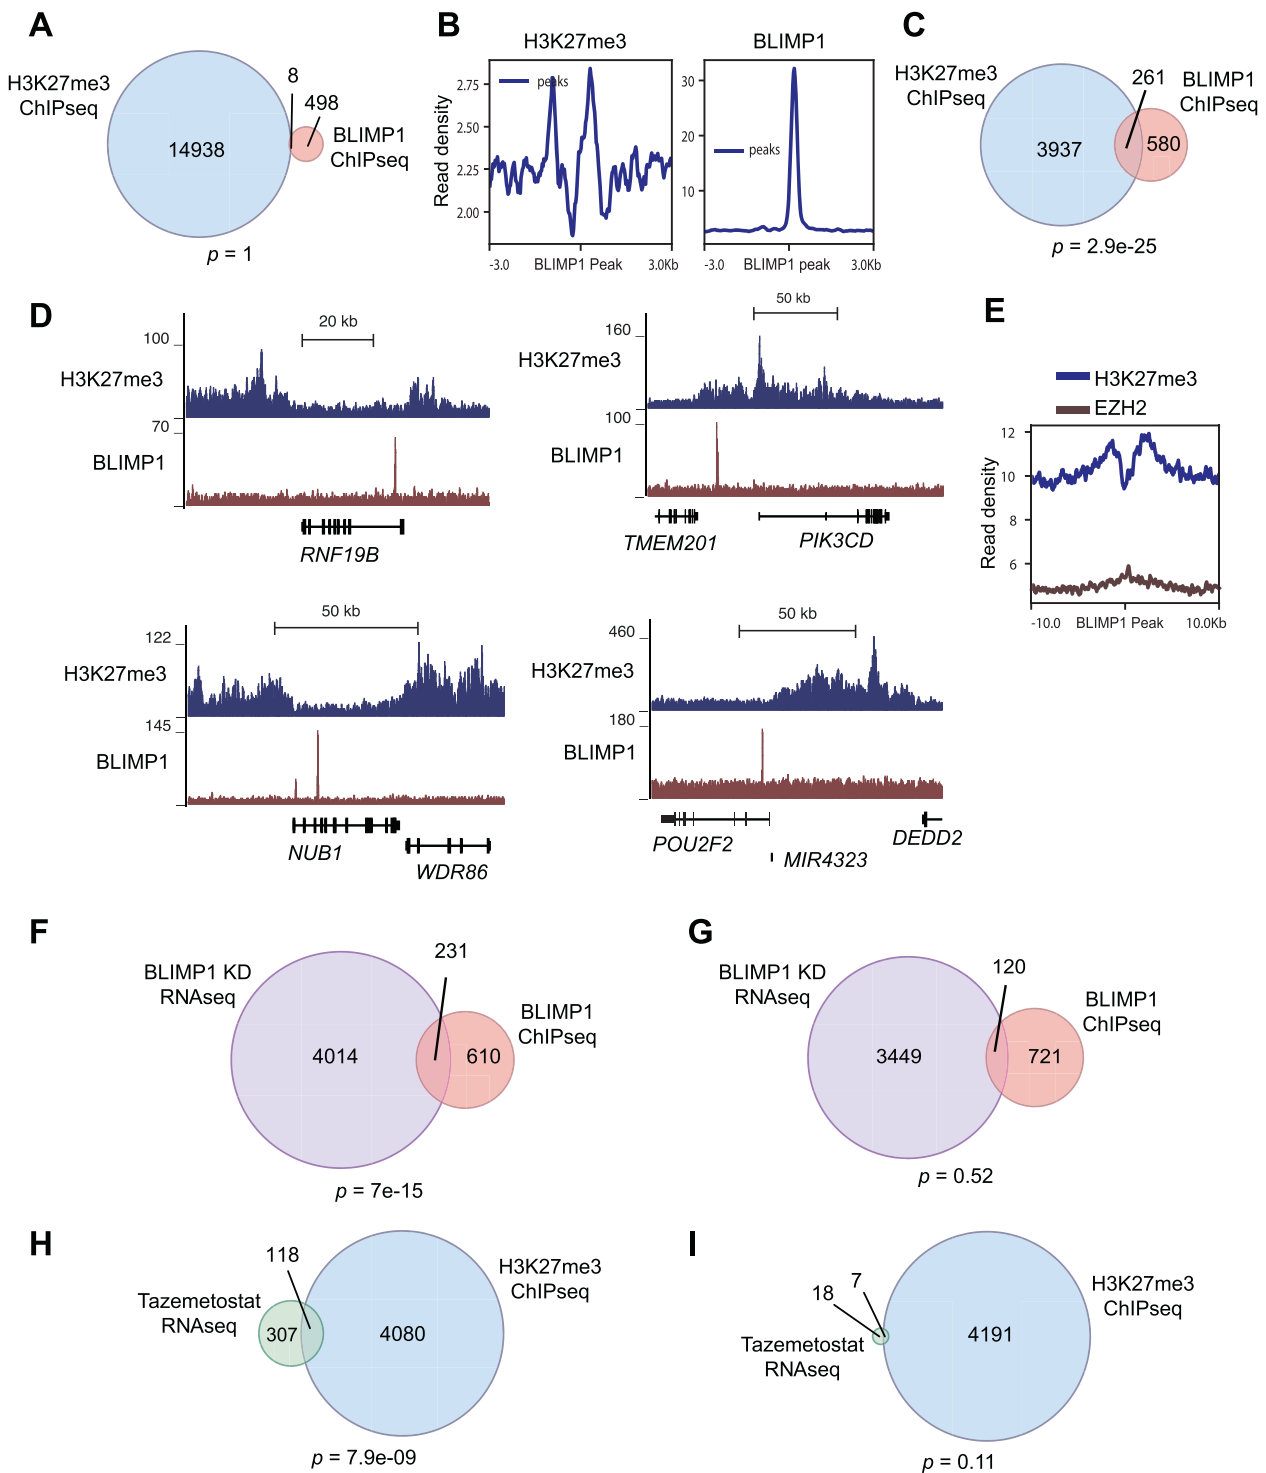 A
H3K27me3
ChIPseq
8
498
14938
BLIMP1
ChIPseq
p = 1
B
H3K27me3
BLIMP1
Read density
2.75
2.50
2.25
2.00
peaks
-3.0
BLIMP1 Peak
3.0Kb
30
20
10
peaks
-3.0
BLIMP1 peak
3.0Kb
C
H3K27me3
ChIPseq
261
BLIMP1
ChIPseq
3937
580
p = 2.9e-25
D
20 kb
100
H3K27me3
70
BLIMP1
RNF19B
50 kb
160
H3K27me3
100
BLIMP1
TMEM201
PIK3CD
50 kb
122
H3K27me3
145
BLIMP1
NUB1
WDR86
50 kb
460
H3K27me3
180
BLIMP1
POU2F2
MIR4323
DEDD2
E
H3K27me3
EZH2
Read density
12
10
8
6
-10.0
BLIMP1 Peak
10.0Kb
F
BLIMP1 KD
RNAseq
231
BLIMP1
ChIPseq
4014
610
p = 7e-15
G
BLIMP1 KD
RNAseq
120
BLIMP1
ChIPseq
3449
721
p = 0.52
H
118
Tazemetostat
RNAseq
307
4080
H3K27me3
ChIPseq
p = 7.9e-09
I
7
18
Tazemetostat
RNAseq
4191
H3K27me3
ChIPseq
p = 0.11